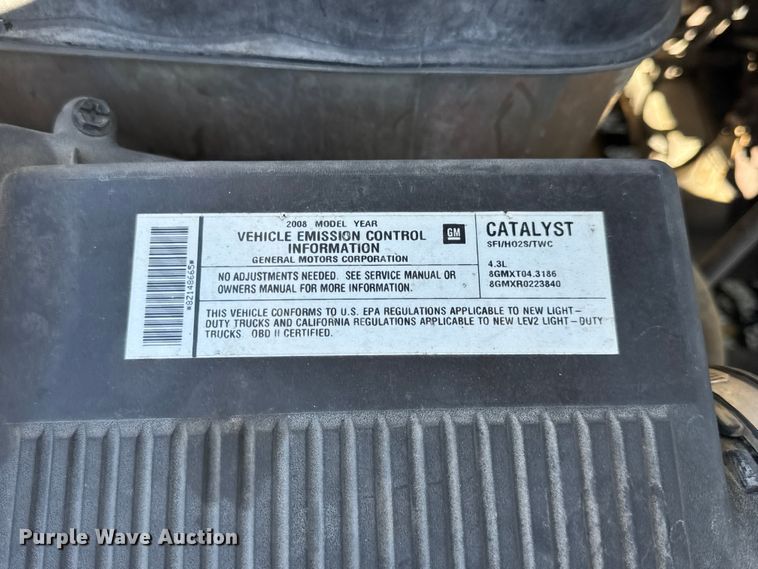 *82148665*
2008 MODEL YEAR
VEHICLE EMISSION CONTROL
INFORMATION
GENERAL MOTORS CORPORATION
GM
NO ADJUSTMENTS NEEDED. SEE SERVICE MANUAL OR
OWNERS MANUAL FOR MORE INFORMATION.
CATALYST
SFI/HO2S/TWC
4.3L
8GMXT04.3186
8GMXR0223840
THIS VEHICLE CONFORMS TO U.S. EPA REGULATIONS APPLICABLE TO NEW LIGHT-
DUTY TRUCKS AND CALIFORNIA REGULATIONS APPLICABLE TO NEW LEV2 LIGHT-DUTY
TRUCKS. OBD II CERTIFIED.
Purple Wave Auction